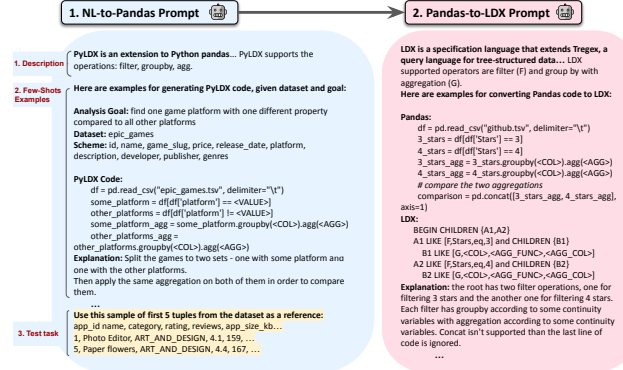 1. NL-to-Pandas Prompt
2. Pandas-to-LDX Prompt
1. Description
PyLDX is an extension to Python pandas... PyLDX supports the
operations: filter, groupby, agg.
2. Few-Shots
Examples
Here are examples for generating PyLDX code, given dataset and goal:
Analysis Goal: find one game platform with one different property
compared to all other platforms
Dataset: epic_games
Scheme: id, name, game_slug, price, release_date, platform,
description, developer, publisher, genres
PyLDX Code:
df = pd.read_csv("epic_games.tsv", delimiter="\t")
some_platform = df[df['platform'] == <VALUE>]
other_platforms = df[df['platform'] != <VALUE>]
some_platform_agg = some_platform.groupby(<COL>).agg(<AGG>)
other_platforms_agg =
other_platforms.groupby(<COL>).agg(<AGG>)
Explanation: Split the games to two sets - one with some platform and
one with the other platforms.
Then apply the same aggregation on both of them in order to compare
them.
...
3. Test task
Use this sample of first 5 tuples from the dataset as a reference:
app_id name, category, rating, reviews, app_size_kb...
1, Photo Editor, ART_AND_DESIGN, 4.1, 159, ...
5, Paper flowers, ART_AND_DESIGN, 4.4, 167, ...
LDX is a specification language that extends Tregex, a
query language for tree-structured data... LDX
supported operators are filter (F) and group by with
aggregation (G).
Here are examples for converting Pandas code to LDX:
Pandas:
df = pd.read_csv("github.tsv", delimiter="\t")
3_stars = df[df['Stars'] == 3]
4_stars = df[df['Stars'] == 4]
3_stars_agg = 3_stars.groupby(<COL>).agg(<AGG>)
4_stars_agg = 4_stars.groupby(<COL>).agg(<AGG>)
# compare the two aggregations
comparison = pd.concat([3_stars_agg, 4_stars_agg],
axis=1)
LDX:
BEGIN CHILDREN {A1,A2}
A1 LIKE [F,Stars,eq,3] and CHILDREN {B1}
B1 LIKE [G,<COL>,<AGG_FUNC>,<AGG_COL>]
A2 LIKE [F,Stars,eq,4] and CHILDREN {B2}
B2 LIKE [G,<COL>,<AGG_FUNC>,<AGG_COL>]
Explanation: the root has two filter operations, one for
filtering 3 stars and the another one for filtering 4 stars.
Each filter has groupby according to some continuity
variables with aggregation according to some continuity
variables. Concat isn't supported than the last line of
code is ignored.
...